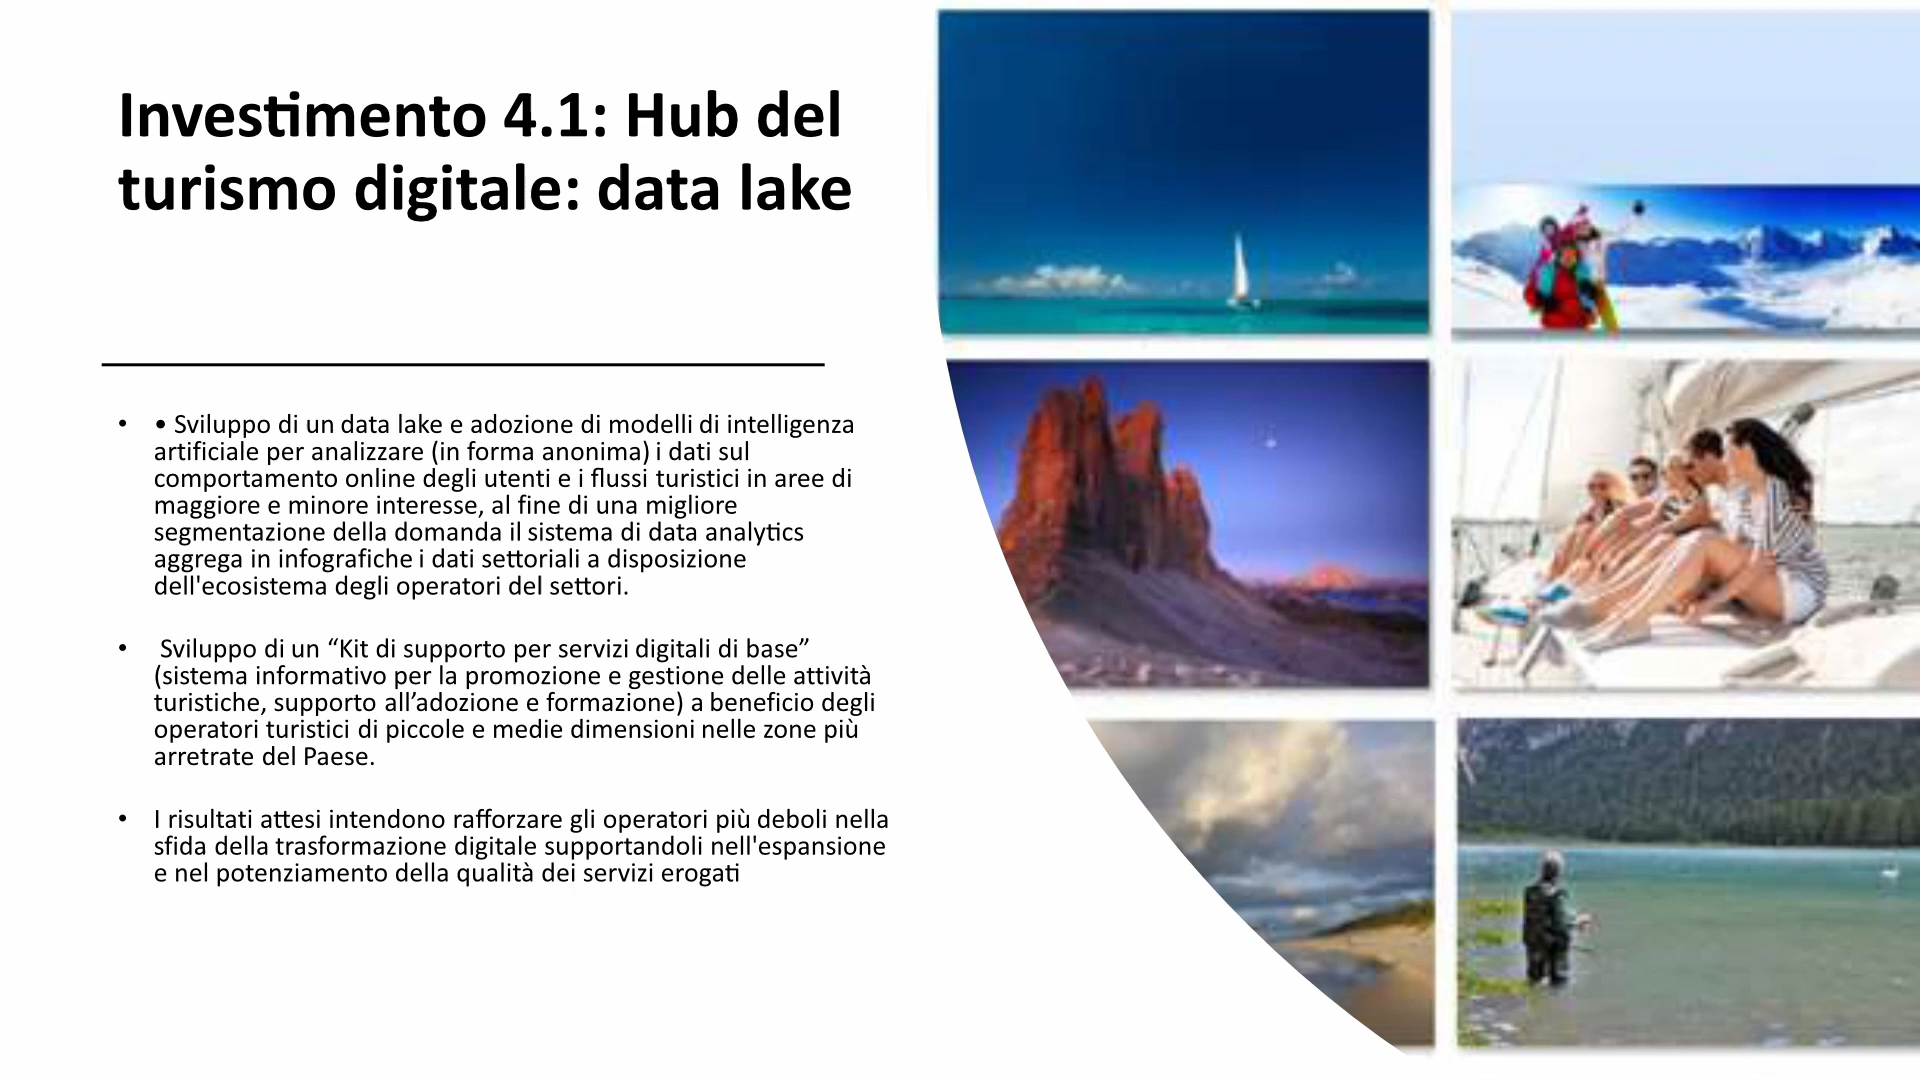 Investimento 4.1: Hub del
turismo digitale: data lake
• • Sviluppo di un data lake e adozione di modelli di intelligenza
artificiale per analizzare (in forma anonima) i dati sul
comportamento online degli utenti e i flussi turistici in aree di
maggiore e minore interesse, al fine di una migliore
segmentazione della domanda il sistema di data analytics
aggrega in infografiche i dati settoriali a disposizione
dell'ecosistema degli operatori del settori.
• Sviluppo di un “Kit di supporto per servizi digitali di base”
(sistema informativo per la promozione e gestione delle attività
turistiche, supporto all’adozione e formazione) a beneficio degli
operatori turistici di piccole e medie dimensioni nelle zone più
arretrate del Paese.
• I risultati attesi intendono rafforzare gli operatori più deboli nella
sfida della trasformazione digitale supportandoli nell'espansione
e nel potenziamento della qualità dei servizi erogati